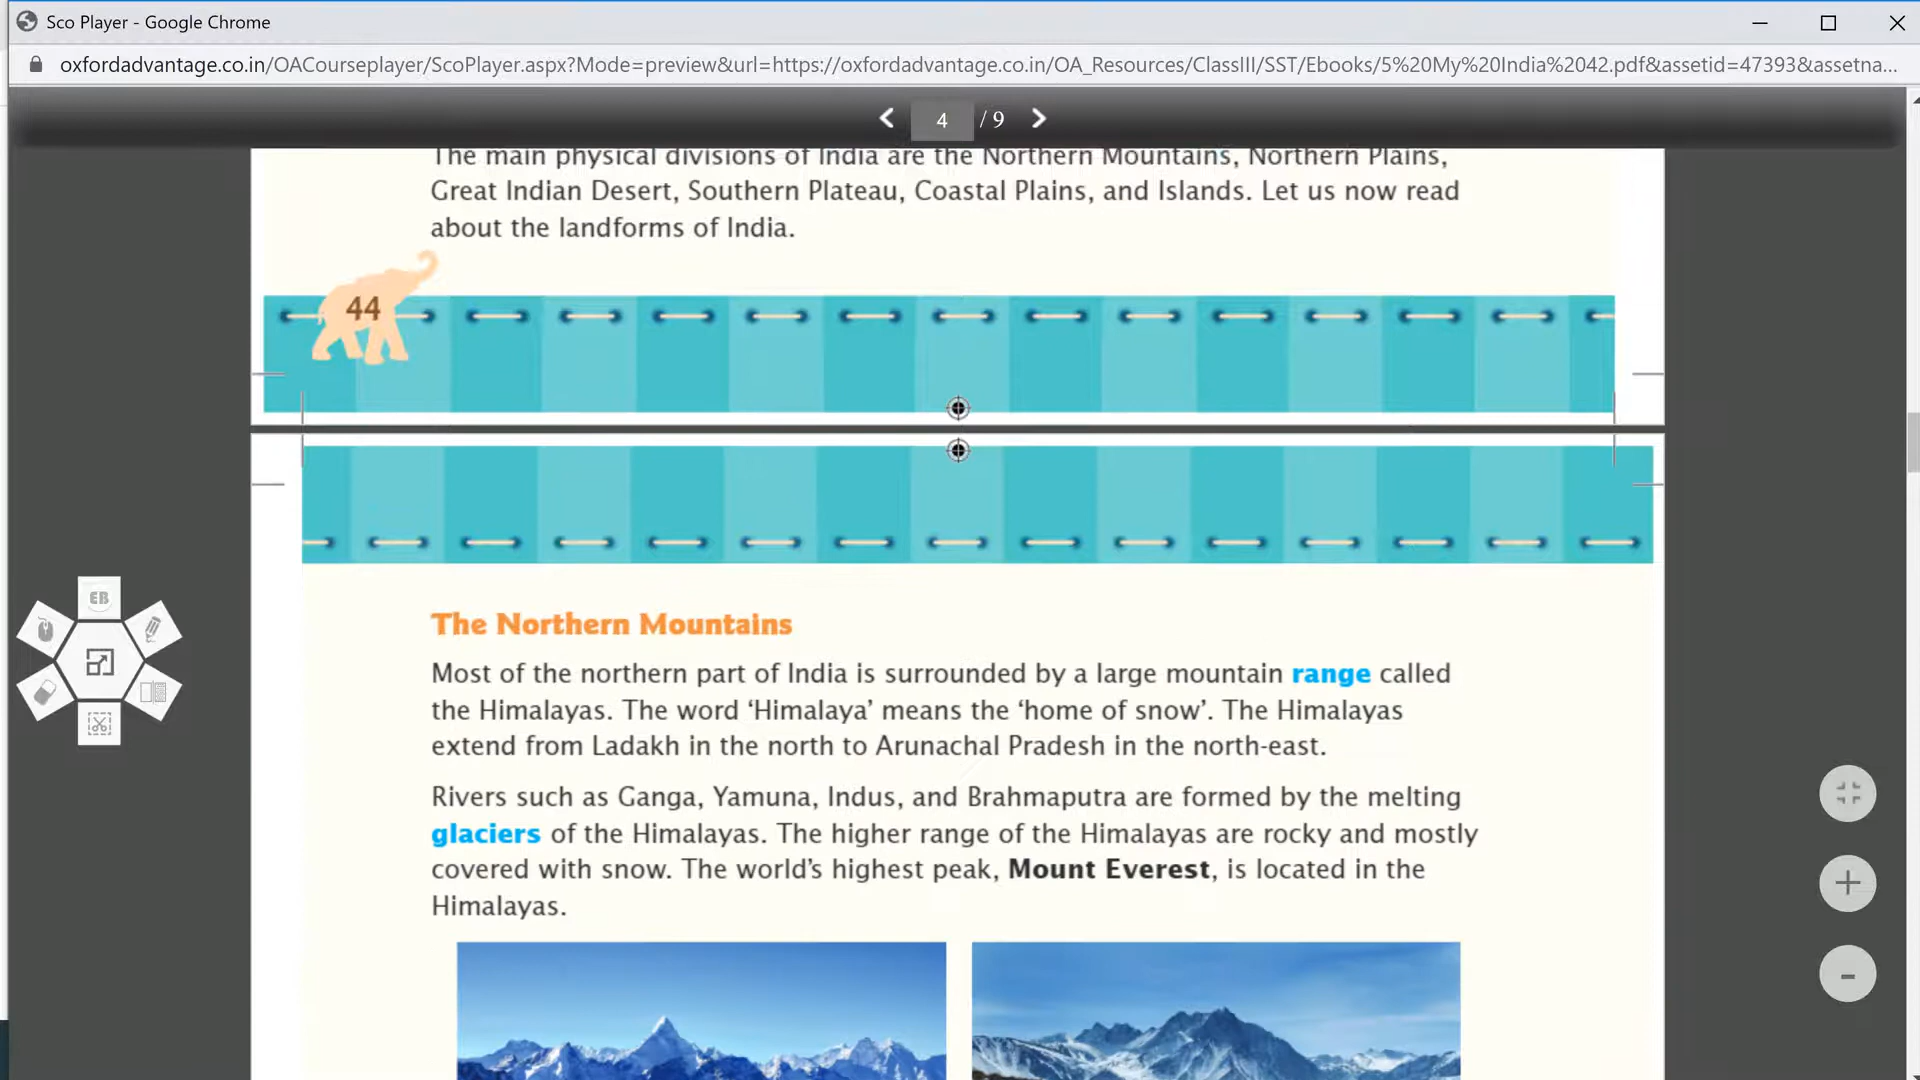 Sco Player - Google Chrome
oxfordadvantage.co.in/OACourseplayer/ScoPlayer.aspx?Mode=preview&url=https://oxfordadvantage.co.in/OA_Resources/ClassIII/SST/Ebooks/5%20My%20India%2042.pdf&assetid=47393&assetna...
4 / 9
The main physical divisions of India are the Northern Mountains, Northern Plains,
Great Indian Desert, Southern Plateau, Coastal Plains, and Islands. Let us now read
about the landforms of India.
44
EB
The Northern Mountains
Most of the northern part of India is surrounded by a large mountain range called
the Himalayas. The word ‘Himalaya’ means the ‘home of snow’. The Himalayas
extend from Ladakh in the north to Arunachal Pradesh in the north-east.
Rivers such as Ganga, Yamuna, Indus, and Brahmaputra are formed by the melting
glaciers of the Himalayas. The higher range of the Himalayas are rocky and mostly
covered with snow. The world’s highest peak, Mount Everest, is located in the
Himalayas.